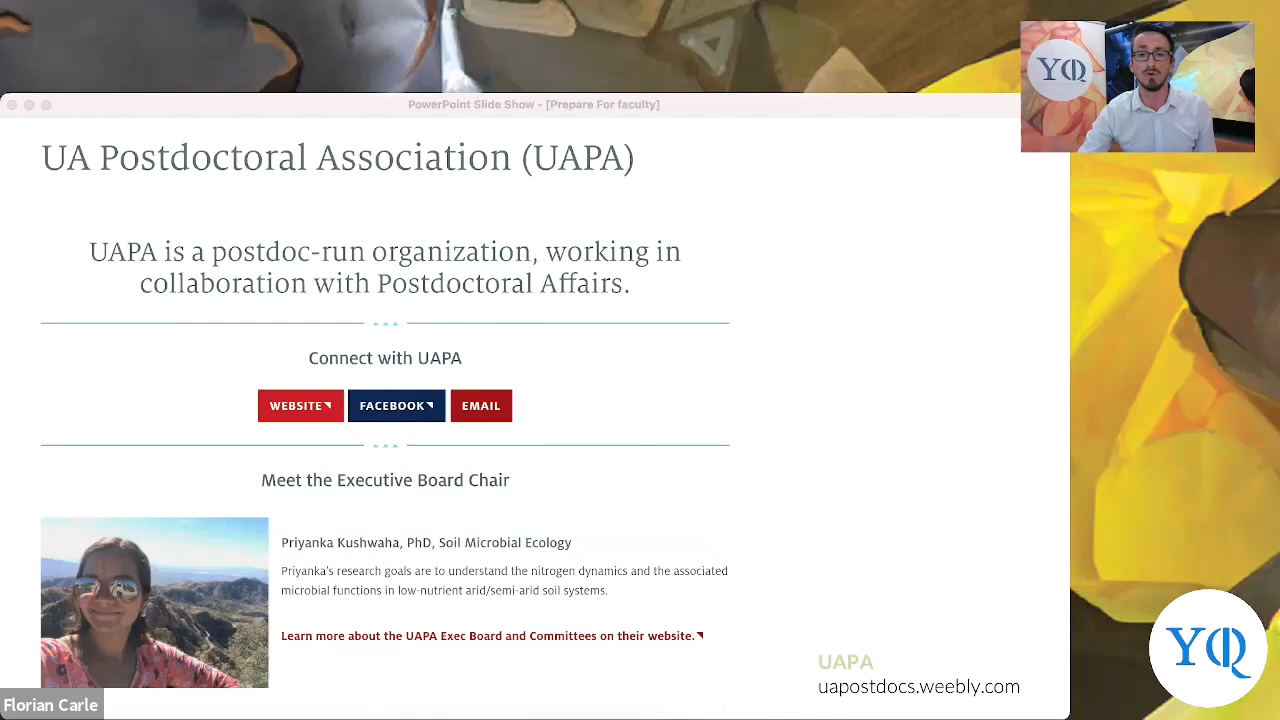 PowerPoint Slide Show - [Prepare For faculty]
YQ
UA Postdoctoral Association (UAPA)
UAPA is a postdoc-run organization, working in
collaboration with Postdoctoral Affairs.
Connect with UAPA
WEBSITE
FACEBOOK
EMAIL
Meet the Executive Board Chair
Priyanka Kushwaha, PhD, Soil Microbial Ecology
Priyanka's research goals are to understand the nitrogen dynamics and the associated
microbial functions in low-nutrient arid/semi-arid soil systems.
Learn more about the UAPA Exec Board and Committees on their website.
UAPA
uapostdocs.weebly.com
YQ
Florian Carle